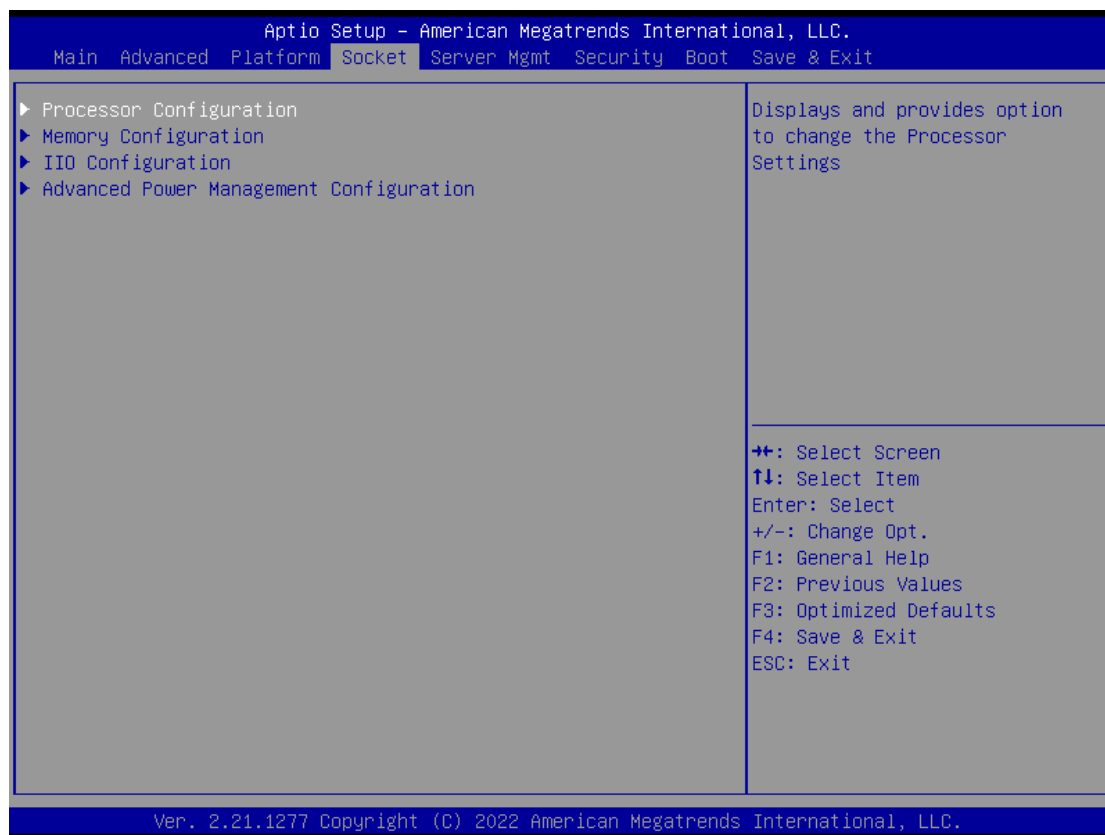 Aptio Setup – American Megatrends International, LLC.
Main Advanced Platform Socket Server Mgmt Security Boot Save & Exit
▶ Processor Configuration
▶ Memory Configuration
▶ IIO Configuration
▶ Advanced Power Management Configuration
Displays and provides option
to change the Processor
Settings
→←: Select Screen
↑↓: Select Item
Enter: Select
+/-: Change Opt.
F1: General Help
F2: Previous Values
F3: Optimized Defaults
F4: Save & Exit
ESC: Exit
Ver. 2.21.1277 Copyright (C) 2022 American Megatrends International, LLC.